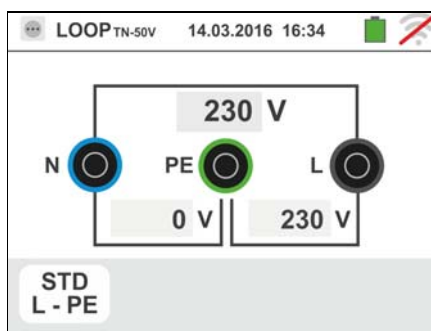 LOOP TN-50V 14.03.2016 16:34
230 V
N PE L
0 V 230 V
STD
L - PE